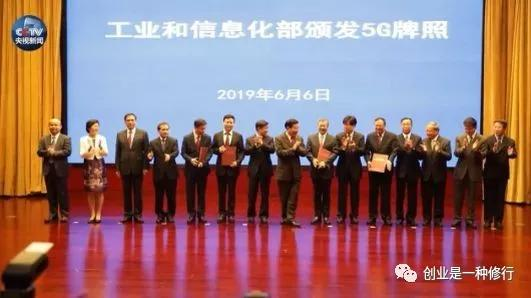 CCTV
央视新闻
工业和信息化部颁发5G牌照
2019年6月6日
创业是一种修行